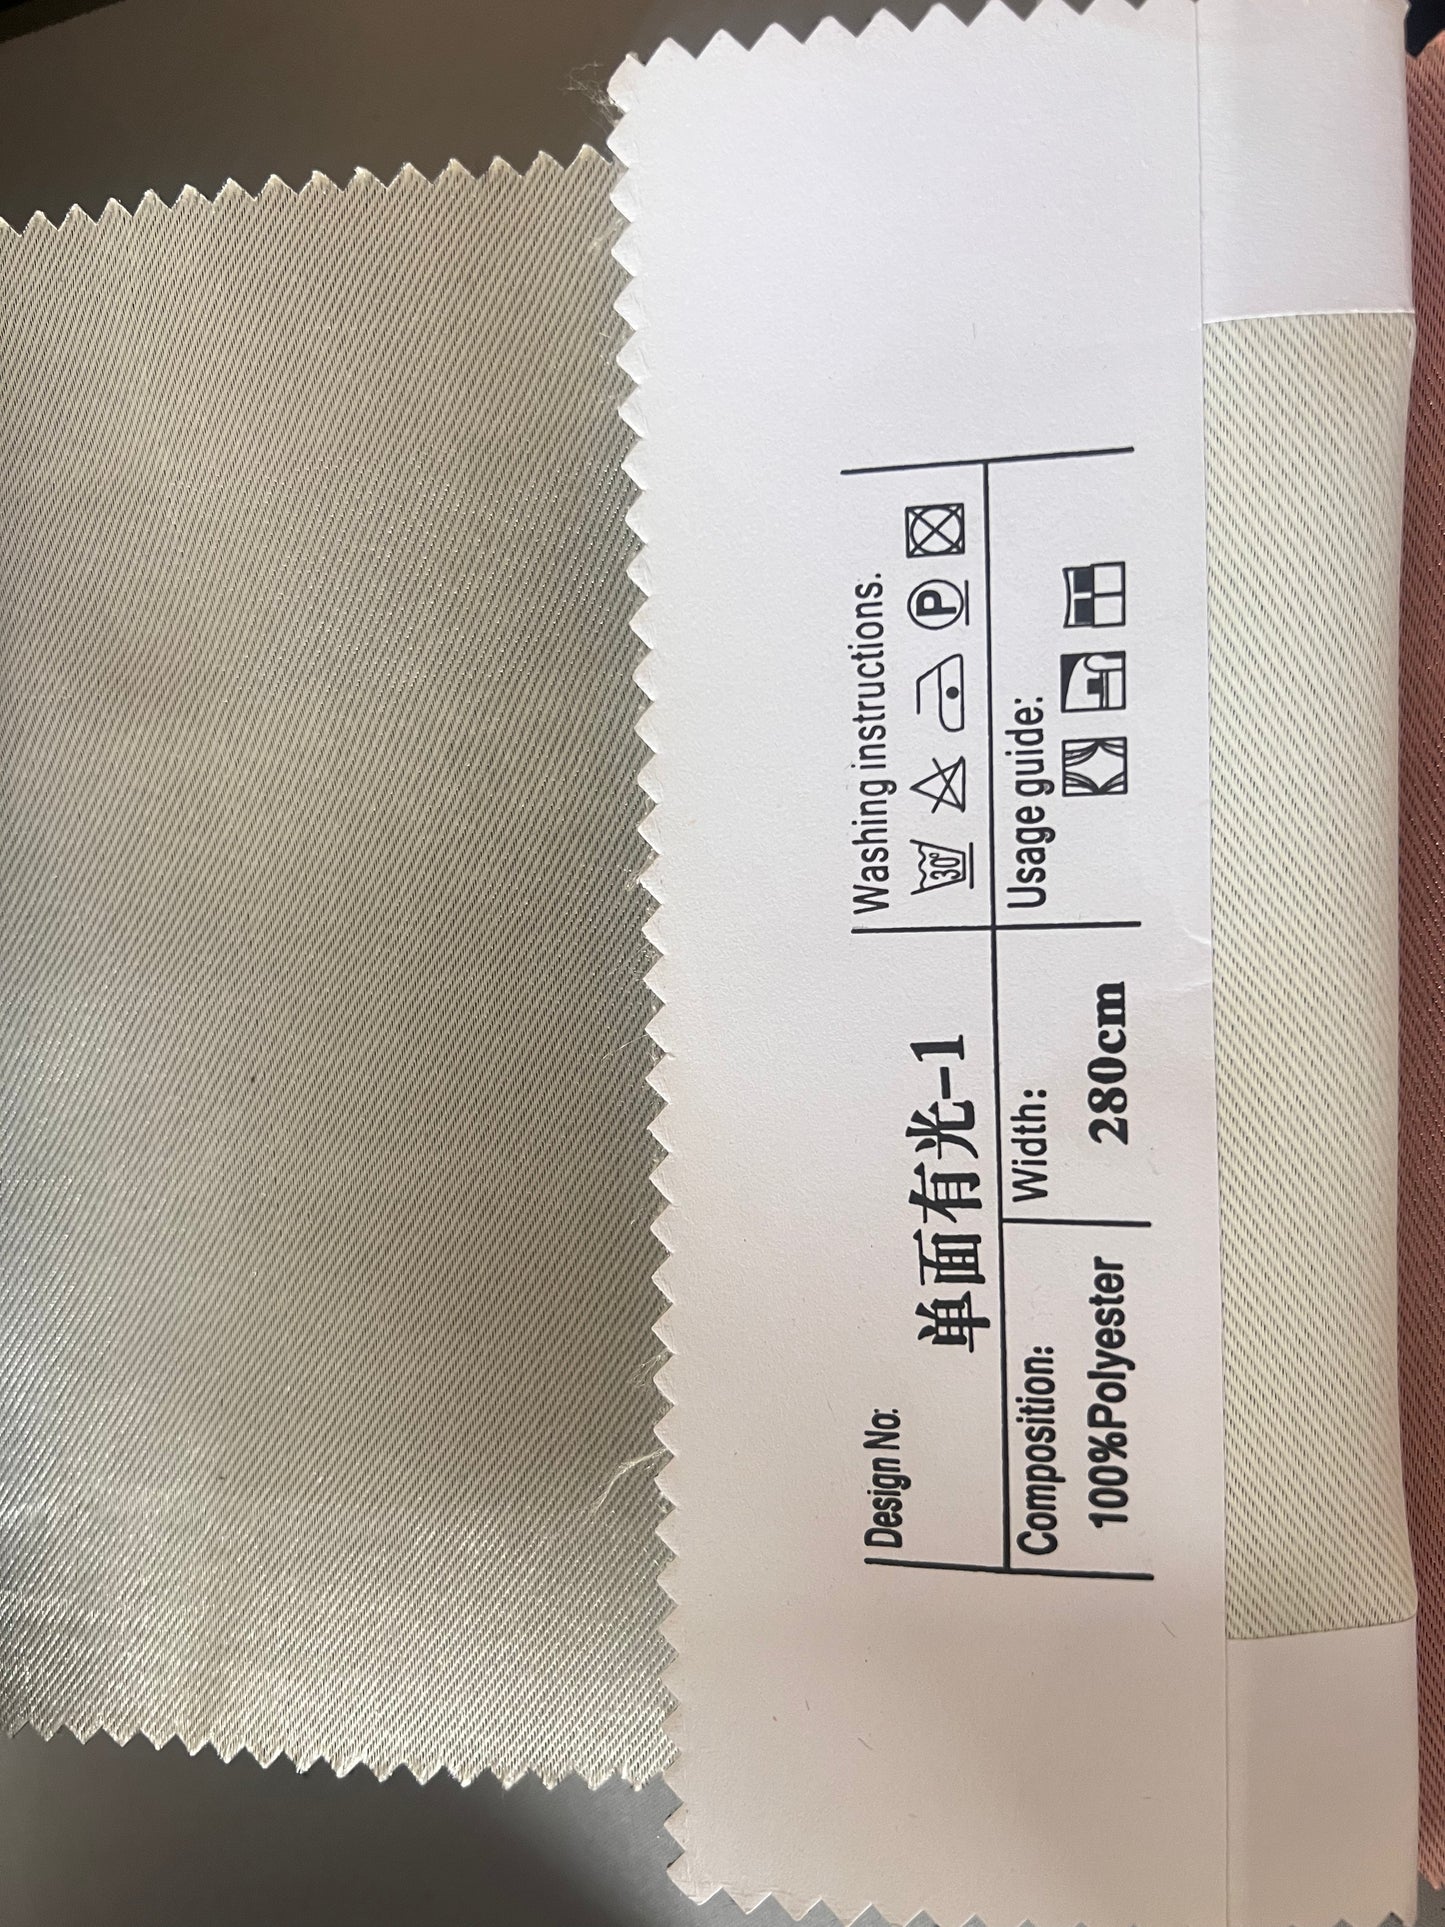 Design No:
单面有光-1
Washing instructions:
30°
P
Composition:
100%Polyester
Width:
280cm
Usage guide: